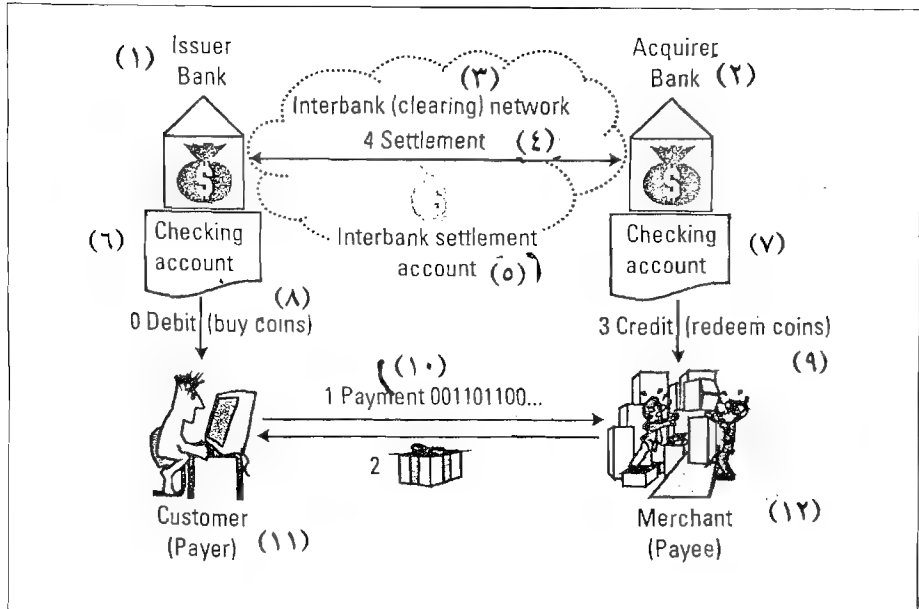 (١) Issuer
Bank
Acquirer
Bank (٢)
(٣)
Interbank (clearing) network
4 Settlement (٤)
$
$
$
Interbank settlement
account (٥)
(٦) Checking
account
Checking (٧)
account
(٨)
0 Debit (buy coins)
3 Credit (redeem coins)
(٩)
(١٠)
1 Payment 001101100...
2
Customer
(Payer) (١١)
Merchant (١٢)
(Payee)